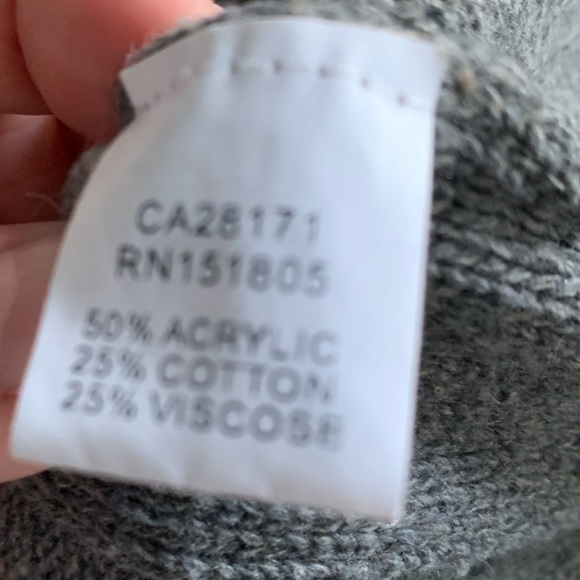 CA28171
RN151805
50% ACRYLIC
25% COTTON
25% VISCOSE